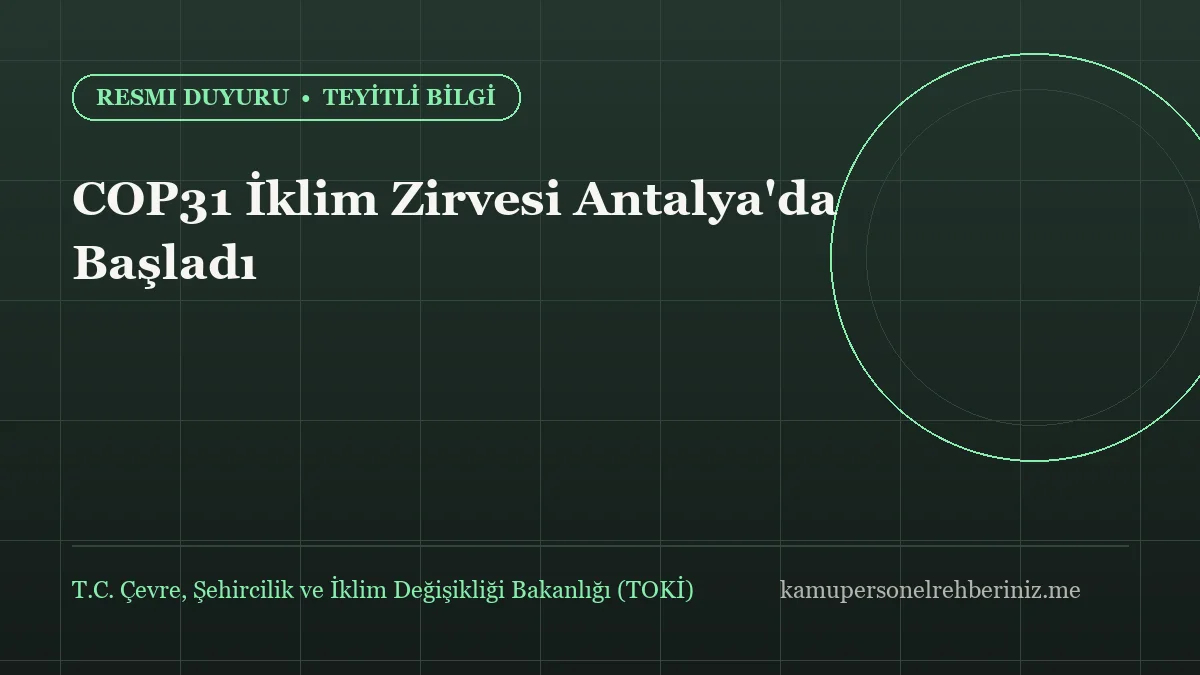 RESMI DUYURU • TEYİTLİ BİLGİ
COP31 İklim Zirvesi Antalya'da
Başladı
T.C. Çevre, Şehircilik ve İklim Değişikliği Bakanlığı (TOKİ)
kamupersonelrehberiniz.me